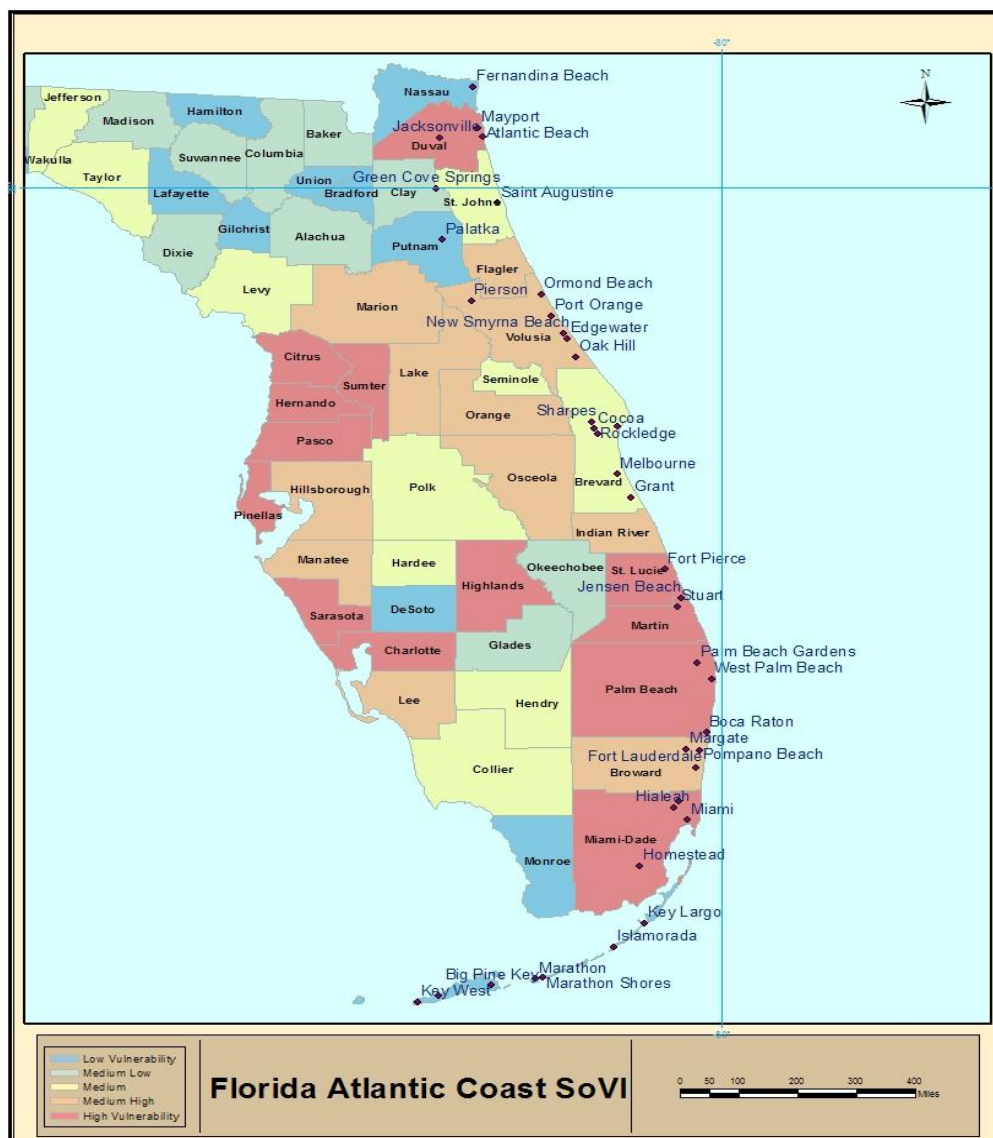 -80°
N
Fernandina Beach
Nassau
Jefferson
Hamilton
Madison
Mayport
Baker
Jacksonville
Atlantic Beach
Duval
Columbia
Suwannee
Wakulla
Taylor
Union
Green Cove Springs
Lafayette
Bradford
Clay
Saint Augustine
St. John
Gilchrist
Alachua
Palatka
Putnam
Dixie
Flagler
Levy
Pierson
Ormond Beach
Marion
Port Orange
New Smyrna Beach
Edgewater
Volusia
Oak Hill
Citrus
Lake
Sumter
Seminole
Hernando
Orange
Sharpes
Cocoa
Rockledge
Pasco
Melbourne
Osceola
Brevard
Polk
Hillsborough
Grant
Pinellas
Indian River
Manatee
Hardee
Okeechobee
Fort Pierce
St. Lucie
Highlands
Jensen Beach
Stuart
Sarasota
DeSoto
Martin
Charlotte
Glades
Palm Beach Gardens
West Palm Beach
Palm Beach
Lee
Hendry
Boca Raton
Margate
Fort Lauderdale
Pompano Beach
Collier
Broward
Hialeah
Miami
Miami-Dade
Monroe
Homestead
Key Largo
Islamorada
Marathon
Big Pine Key
Marathon Shores
Key West
-80°
Low Vulnerability
Medium Low
Medium
Medium High
High Vulnerability
Florida Atlantic Coast SoVI
0 50 100 200 300 400
Miles